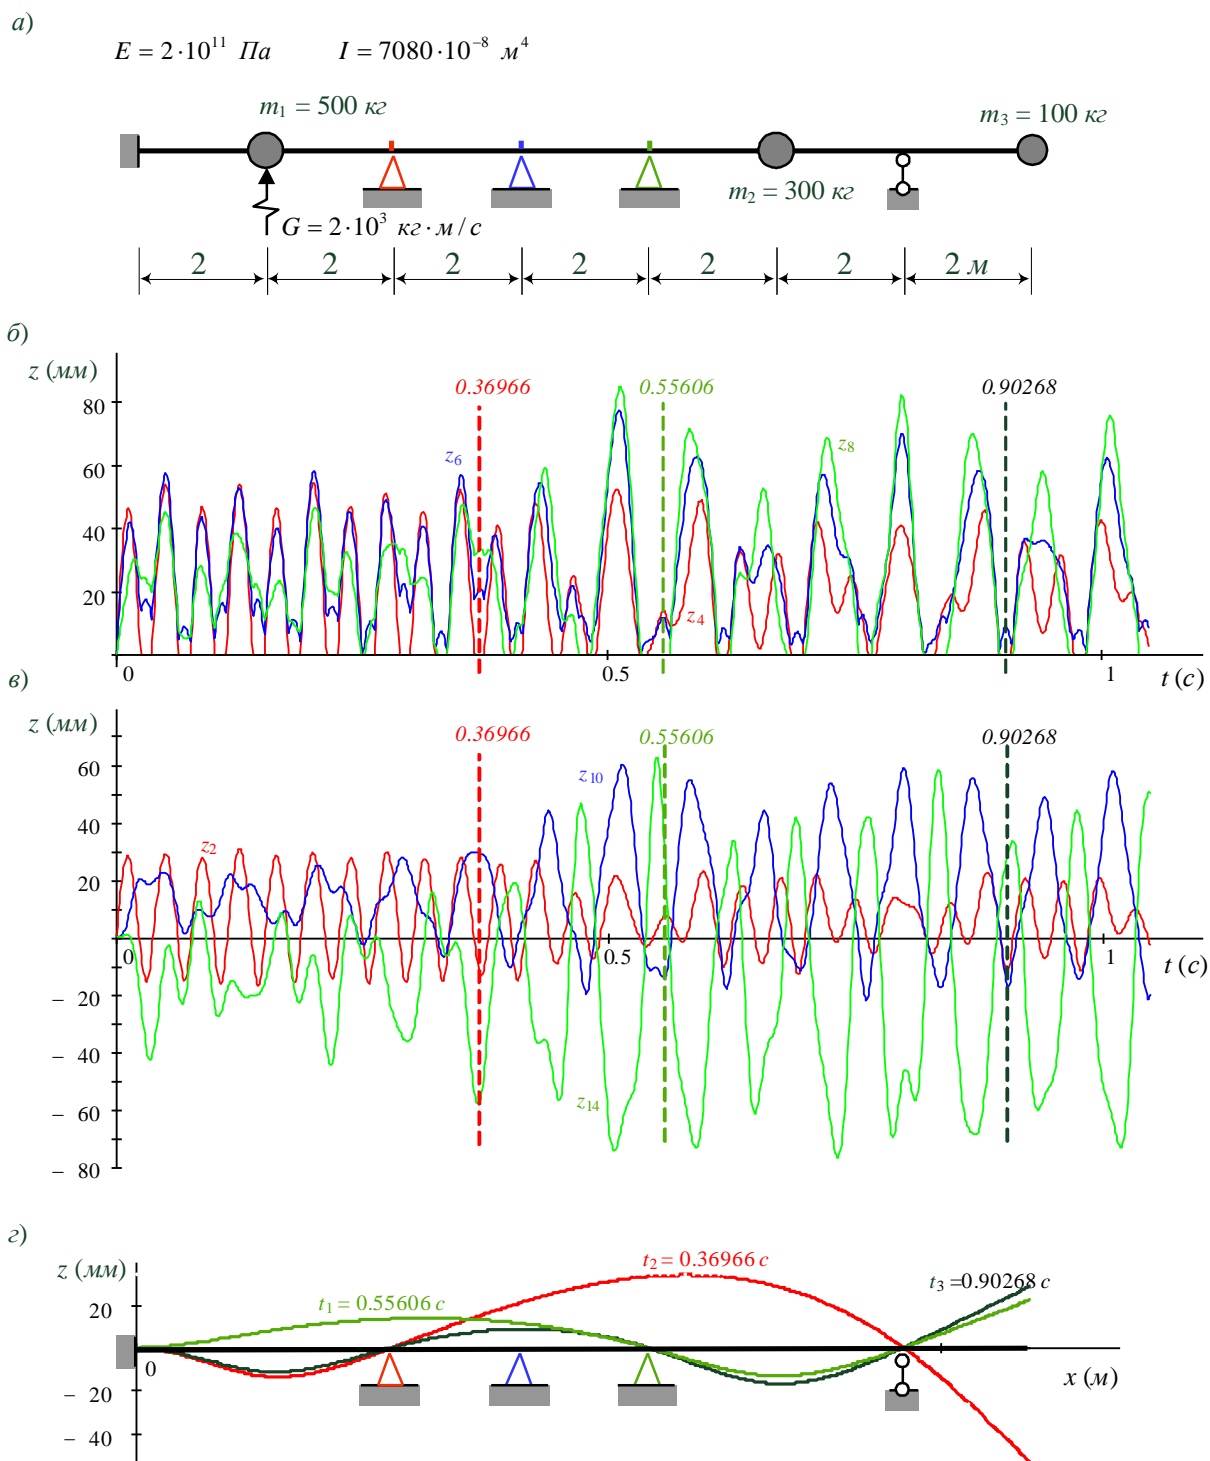 а)
E = 2·10¹¹ Па I = 7080·10⁻⁸ м⁴
m₁ = 500 кг
m₃ = 100 кг
m₂ = 300 кг
G = 2·10³ кг·м/с
2 2 2 2 2 2 2 м
б)
z (мм)
0.36966 0.55606 0.90268
80
60
40
20
z₆
z₈
z₄
0 0.5 1 t (с)
в)
z (мм)
0.36966 0.55606 0.90268
60
40
20
z₂
z₁₀
z₁₄
0 0.5 1 t (с)
– 20
– 40
– 60
– 80
г)
z (мм)
t₂ = 0.36966 с
t₃ =0.90268 с
t₁ = 0.55606 с
20
0
x (м)
– 20
– 40